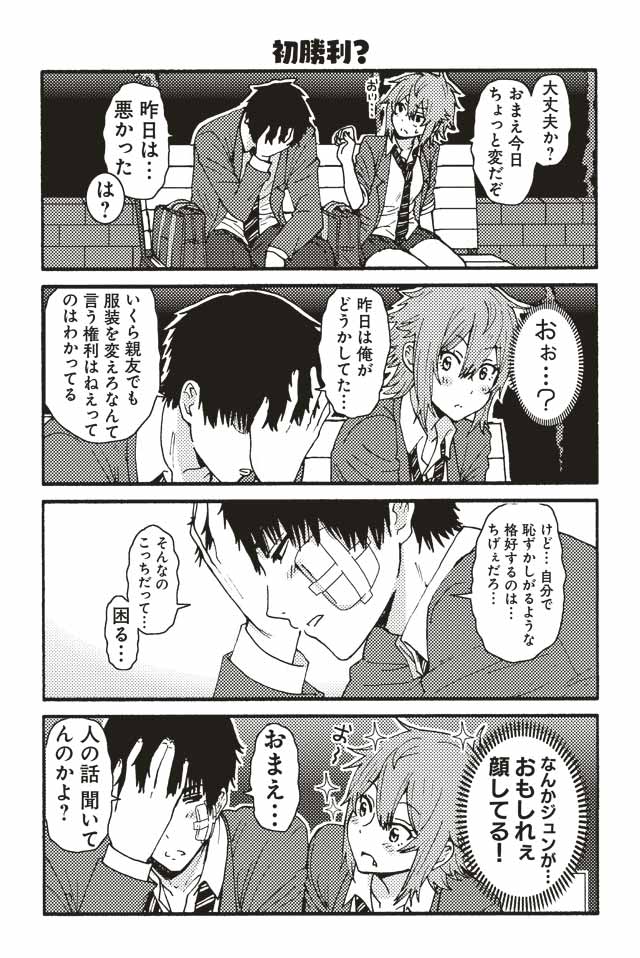 初勝利？
大丈夫か？
おまえ今日
ちょっと変だぞ
おいっ…
昨日は…
悪かった
は？
おぉ…？
昨日は俺が
どうかしてた…
いくら親友でも
服装を変えろなんて
言う権利はねえって
のはわかってる
けど…自分で
恥ずかしがるような
格好するのは…
ちげぇだろ…
そんなの
こっちだって…
困る…
なんかジュンが…
おもしれぇ
顔してる！
お〜
おまえ…
人の話 聞いて
んのかよ？